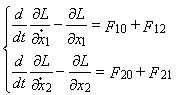 d/dt ∂L/∂ẋ₁ − ∂L/∂x₁ = F₁₀ + F₁₂
d/dt ∂L/∂ẋ₂ − ∂L/∂x₂ = F₂₀ + F₂₁